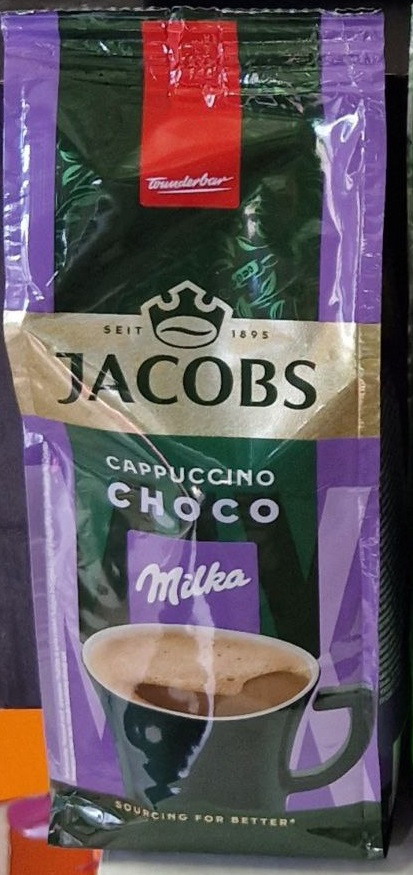 wunderbar
SEIT 1895
JACOBS
CAPPUCCINO
CHOCO
Milka
SOURCING FOR BETTER*